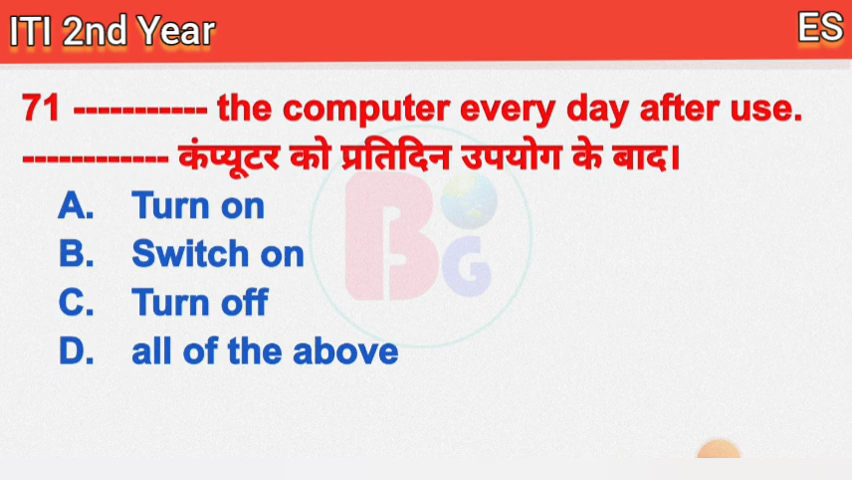 ITI 2nd Year ES
71 ----------- the computer every day after use.
------------ कंप्यूटर को प्रतिदिन उपयोग के बाद।
A. Turn on
B. Switch on
C. Turn off
D. all of the above
B G